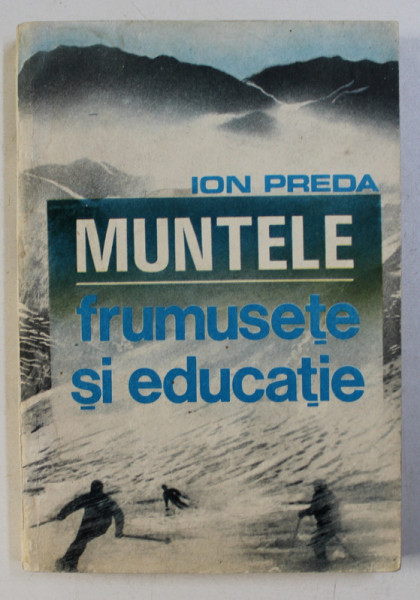 ION PREDA
MUNTELE
frumusețe
și educație